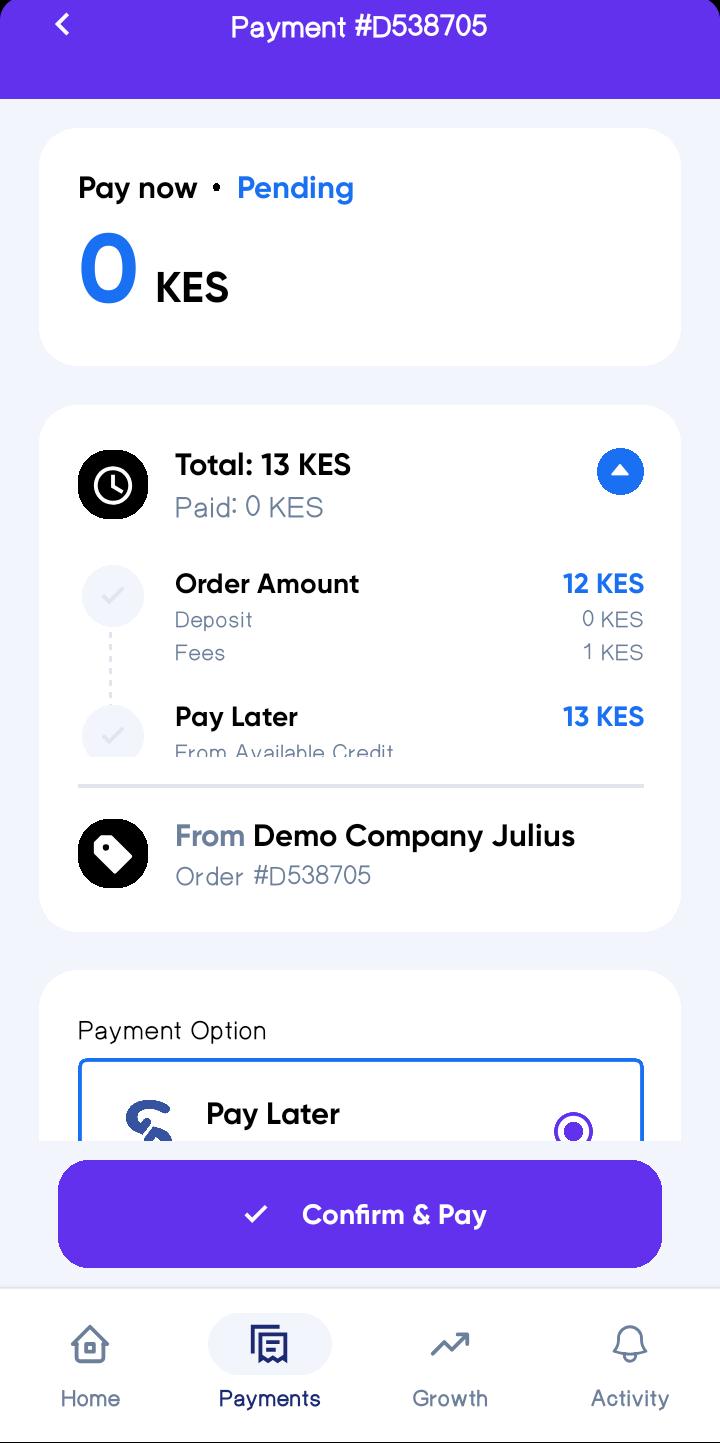 Payment #D538705
Pay now • Pending
0 KES
Total: 13 KES
Paid: 0 KES
Order Amount 12 KES
Deposit 0 KES
Fees 1 KES
Pay Later 13 KES
From Available Credit
From Demo Company Julius
Order #D538705
Payment Option
Pay Later
Confirm & Pay
Home Payments Growth Activity